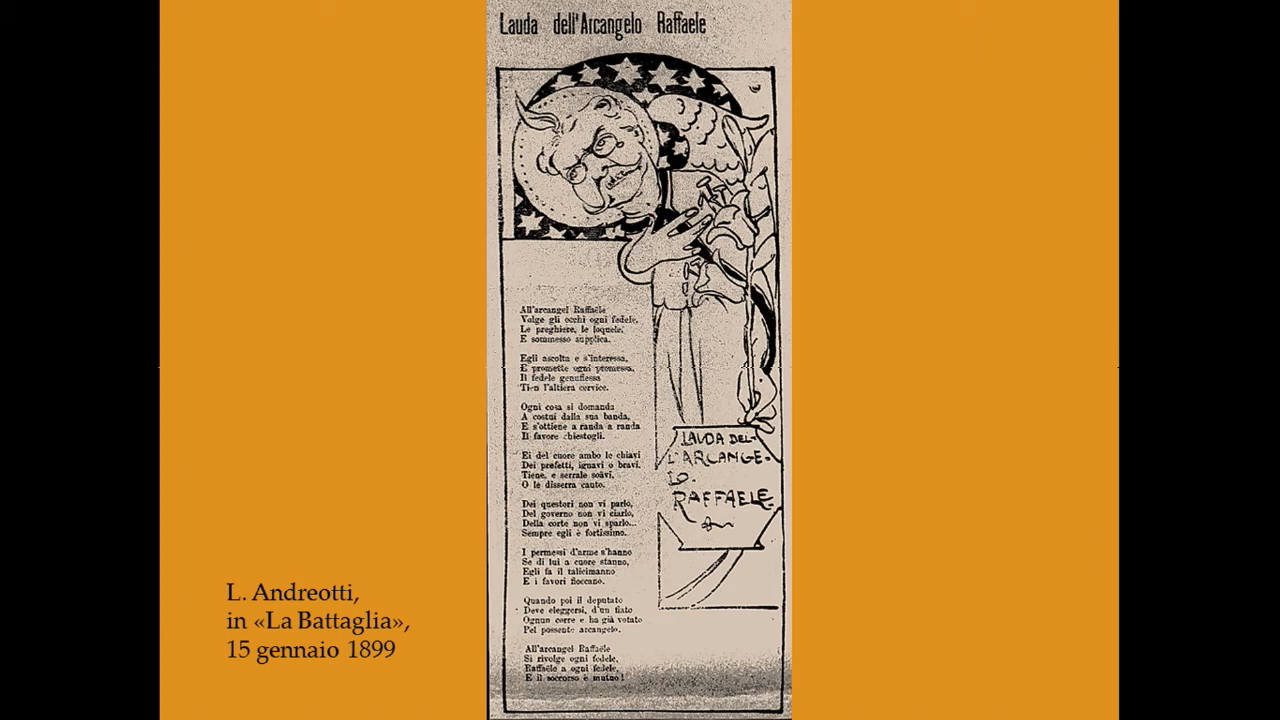 Lauda dell'Arcangelo Raffaele
All'arcangel Raffaële
Volge gli occhi ogni fedele,
Le preghiere, le loquele,
E sommesso supplica.
Egli ascolta e s'interessa,
E promette ogni promessa,
Il fedele genuflessa
Tien l'altiera cervice.
Ogni cosa si domanda
A costui dalla sua banda,
E s'ottiene a randa a randa
Il favore chiestogli.
Ei del cuore ambo le chiavi
Dei prefetti, ignavi o bravi,
Tiene, e serrale soavi,
O le disserra cauto.
Dei questori non vi parlo,
Del governo non vi ciarlo,
Della corte non vi sparlo...
Sempre egli è fortissimo.
I permessi d'arme s'hanno
Se di lui a cuore stanno,
Egli fa il talicimanno
E i favori fioccano.
Quando poi il deputato
Deve eleggersi, d'un fiato
Ognun corre e ha già votato
Pel possente arcangelo.
All'arcangel Raffaële
Si rivolge ogni fedele,
Raffaële a ogni fedele,
E il soccorso è mutuo!
LAUDA DEL-
L'ARCANGE-
LO.
RAFFAELE
L. Andreotti,
in «La Battaglia»,
15 gennaio 1899